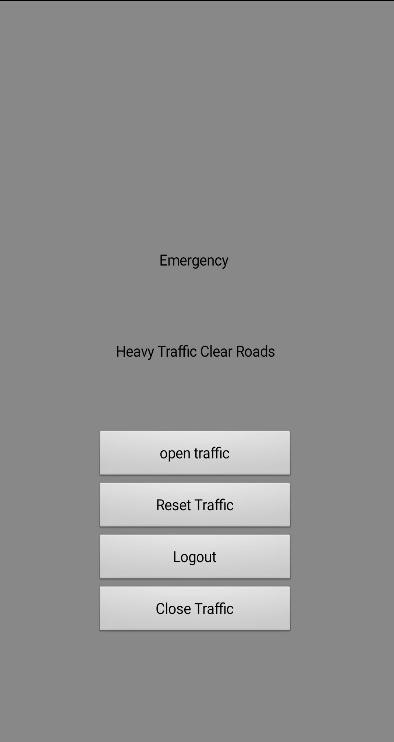 Emergency
Heavy Traffic Clear Roads
open traffic
Reset Traffic
Logout
Close Traffic